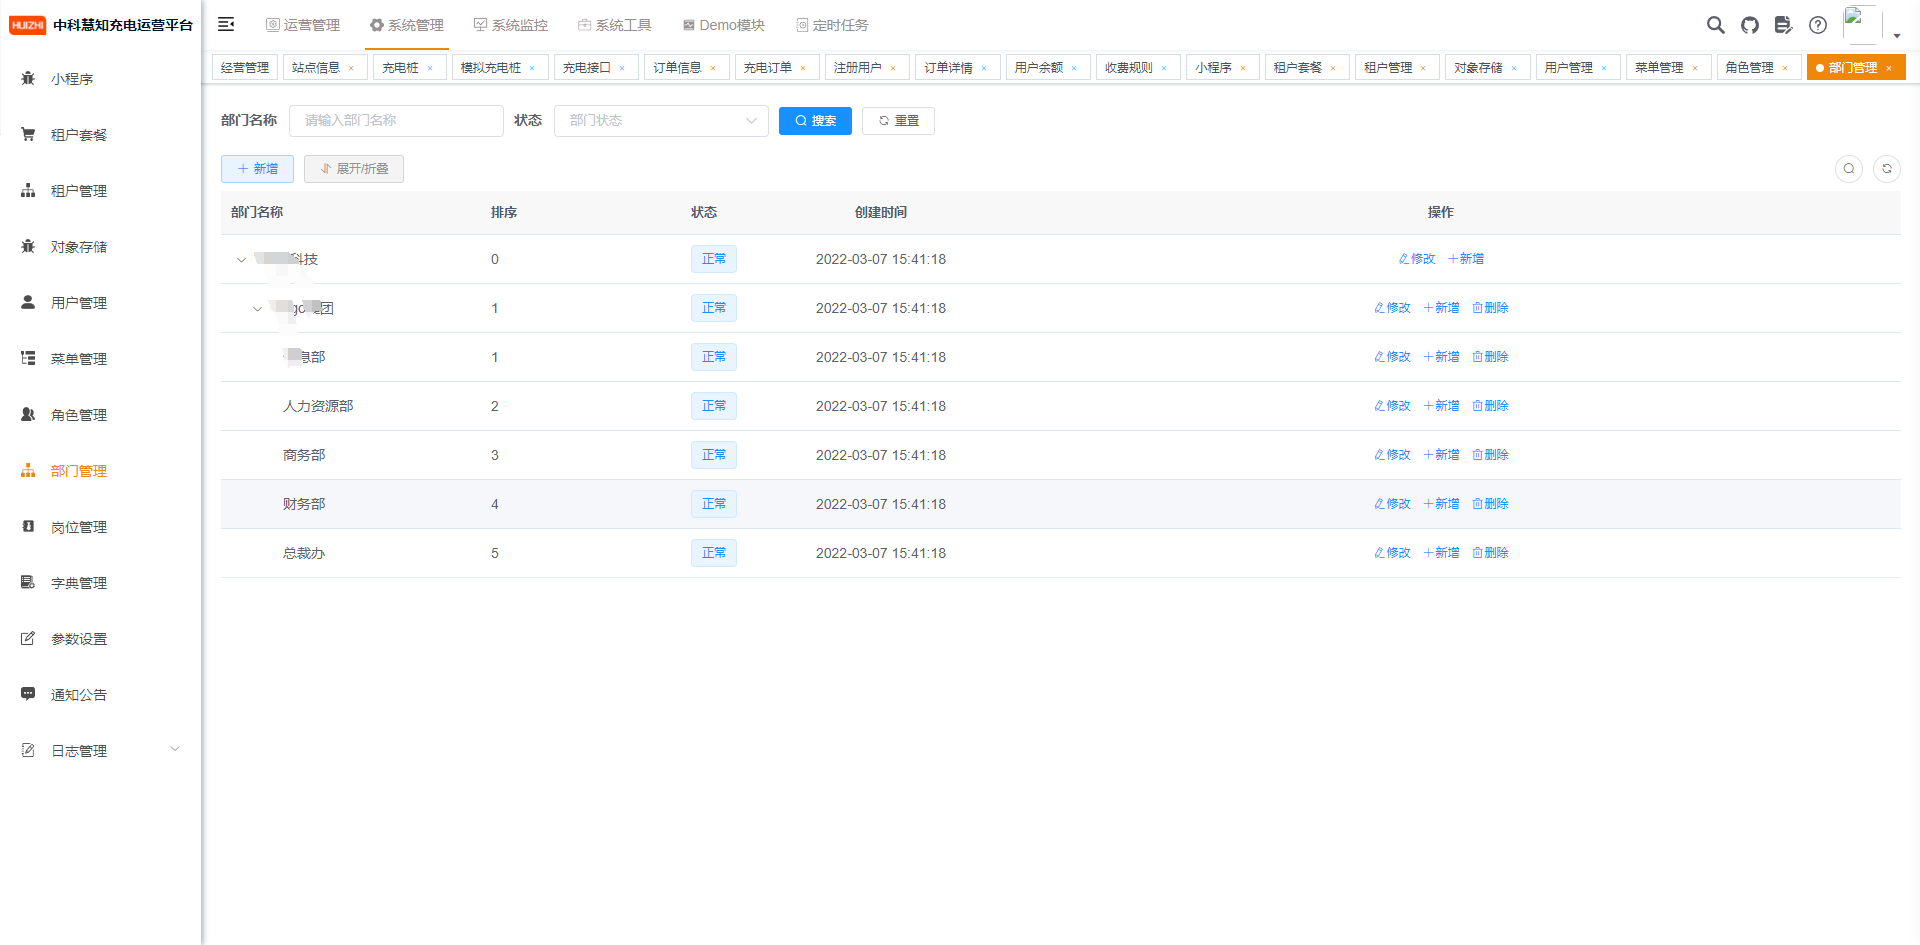 HUIZHI 中科慧知充电运营平台
运营管理 系统管理 系统监控 系统工具 Demo模块 定时任务
经营管理 站点信息 × 充电桩 × 模拟充电桩 × 充电接口 × 订单信息 × 充电订单 × 注册用户 × 订单详情 × 用户余额 × 收费规则 × 小程序 × 租户套餐 × 租户管理 × 对象存储 × 用户管理 × 菜单管理 × 角色管理 × 部门管理 ×
小程序
租户套餐
租户管理
对象存储
用户管理
菜单管理
角色管理
部门管理
岗位管理
字典管理
参数设置
通知公告
日志管理
部门名称 请输入部门名称 状态 部门状态 搜索 重置
新增 展开/折叠
部门名称 排序 状态 创建时间 操作
科技 0 正常 2022-03-07 15:41:18 修改 新增
团 1 正常 2022-03-07 15:41:18 修改 新增 删除
息部 1 正常 2022-03-07 15:41:18 修改 新增 删除
人力资源部 2 正常 2022-03-07 15:41:18 修改 新增 删除
商务部 3 正常 2022-03-07 15:41:18 修改 新增 删除
财务部 4 正常 2022-03-07 15:41:18 修改 新增 删除
总裁办 5 正常 2022-03-07 15:41:18 修改 新增 删除